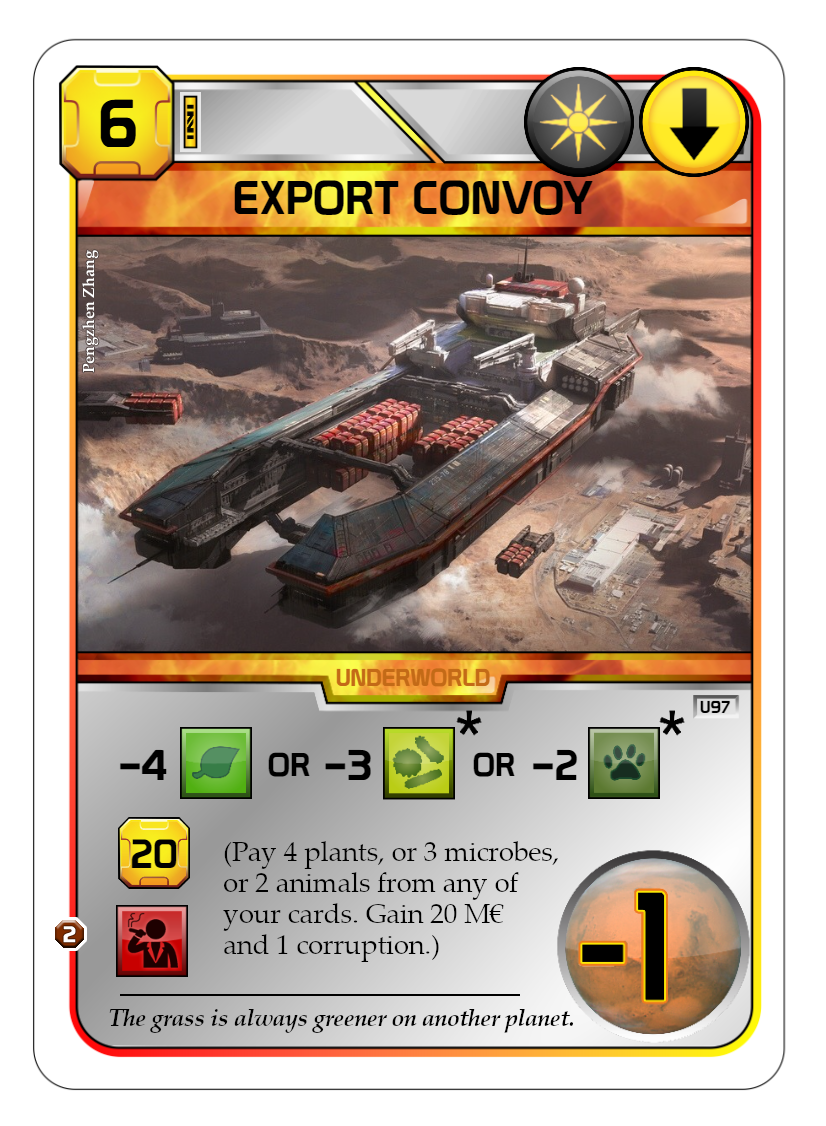 6
EXPORT CONVOY
Pengzhen Zhang
UNDERWORLD
U97
-4 OR -3 * OR -2 *
20
(Pay 4 plants, or 3 microbes,
or 2 animals from any of
your cards. Gain 20 M€
and 1 corruption.)
2
-1
The grass is always greener on another planet.